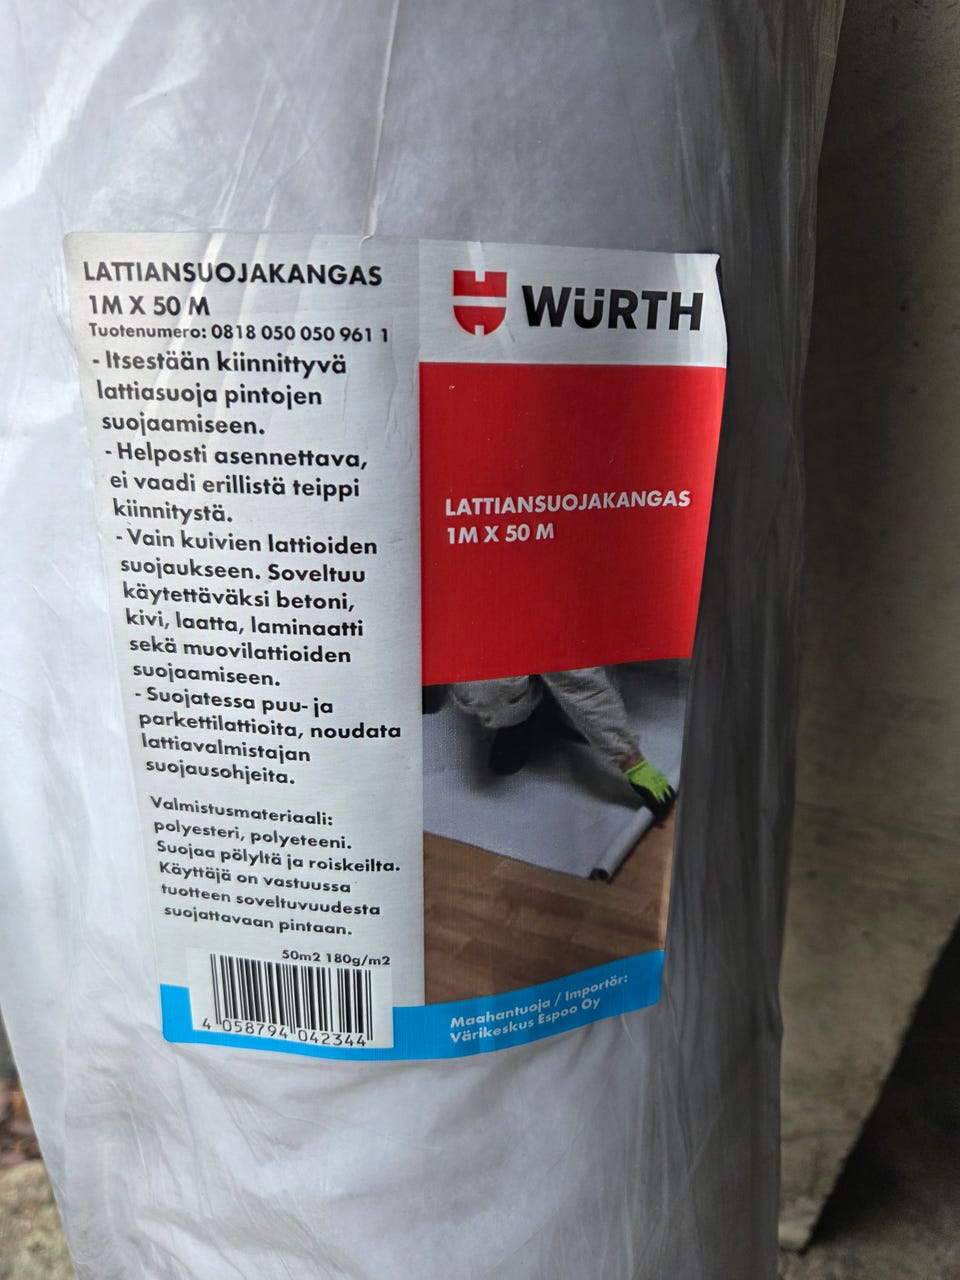 LATTIANSUOJAKANGAS
1M X 50 M
Tuotenumero: 0818 050 050 961 1
- Itsestään kiinnittyvä
lattiasuoja pintojen
suojaamiseen.
- Helposti asennettava,
ei vaadi erillistä teippi
kiinnitystä.
- Vain kuivien lattioiden
suojaukseen. Soveltuu
käytettäväksi betoni,
kivi, laatta, laminaatti
sekä muovilattioiden
suojaamiseen.
- Suojatessa puu- ja
parkettilattioita, noudata
lattiavalmistajan
suojausohjeita.
Valmistusmateriaali:
polyesteri, polyeteeni.
Suojaa pölyltä ja roiskeilta.
Käyttäjä on vastuussa
tuotteen soveltuvuudesta
suojattavaan pintaan.
50m2 180g/m2
4 058794 042344
WÜRTH
LATTIANSUOJAKANGAS
1M X 50 M
Maahantuoja / Importör:
Värikeskus Espoo Oy